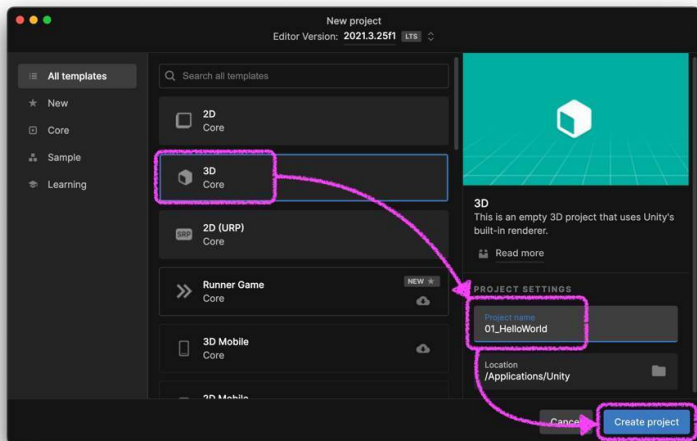 New project
Editor Version: 2021.3.25f1 LTS
All templates
New
Core
Sample
Learning
Search all templates
2D
Core
3D
Core
2D (URP)
SRP
Core
Runner Game
NEW
Core
3D Mobile
Core
2D Mobile
3D
This is an empty 3D project that uses Unity's
built-in renderer.
Read more
PROJECT SETTINGS
Project name
01_HelloWorld
Location
/Applications/Unity
Cancel
Create project